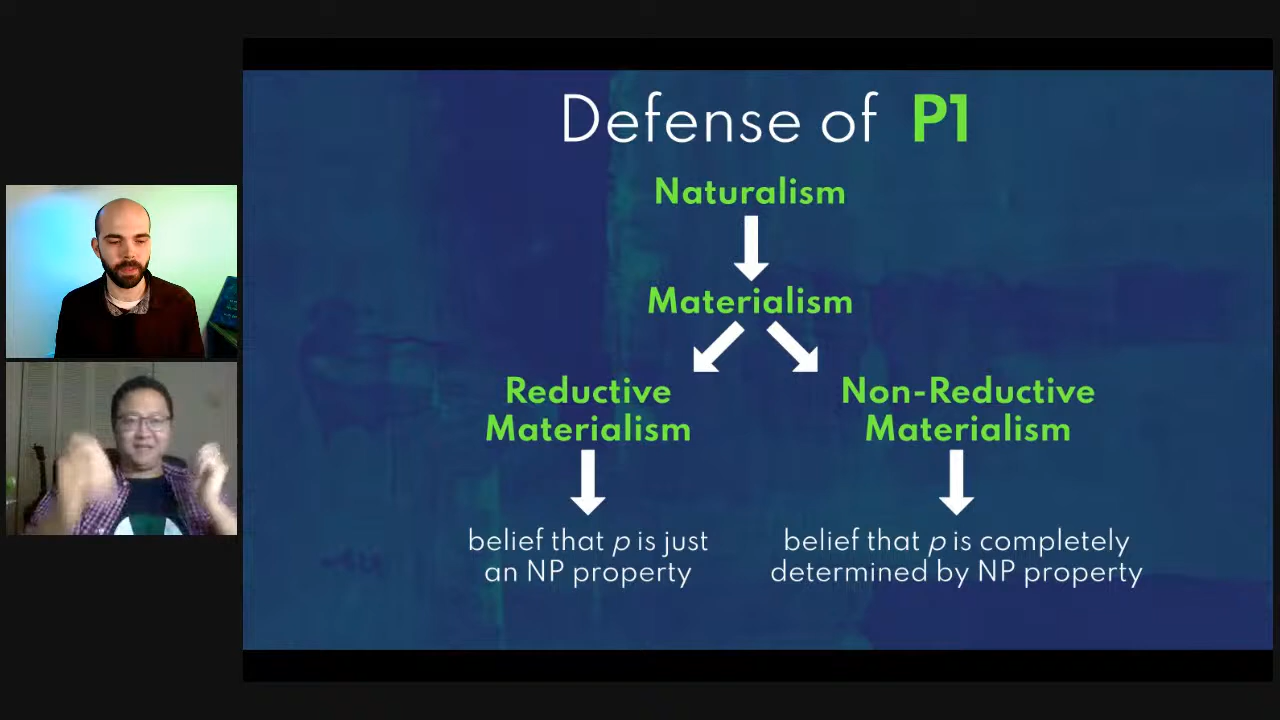 Defense of P1
Naturalism
Materialism
Reductive
Materialism
Non-Reductive
Materialism
belief that p is just
an NP property
belief that p is completely
determined by NP property